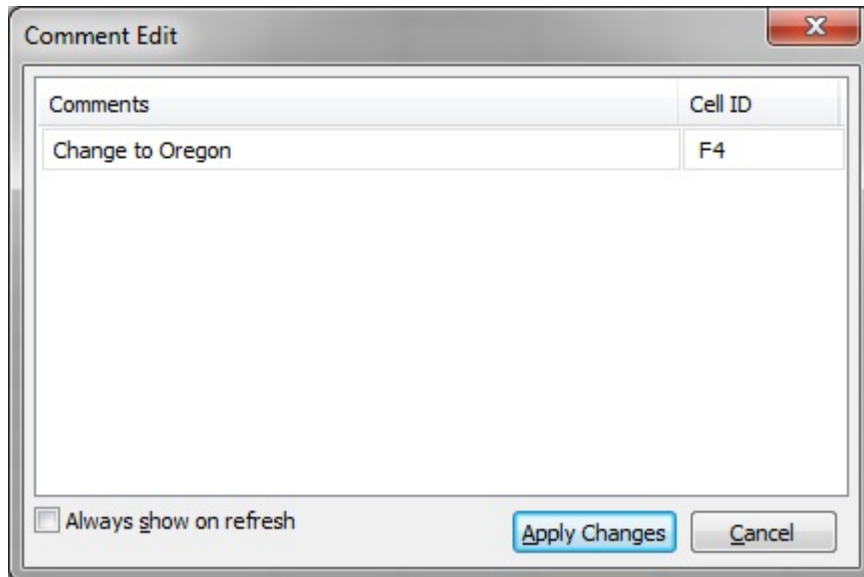 Comment Edit
Comments Cell ID
Change to Oregon F4
Always show on refresh Apply Changes Cancel